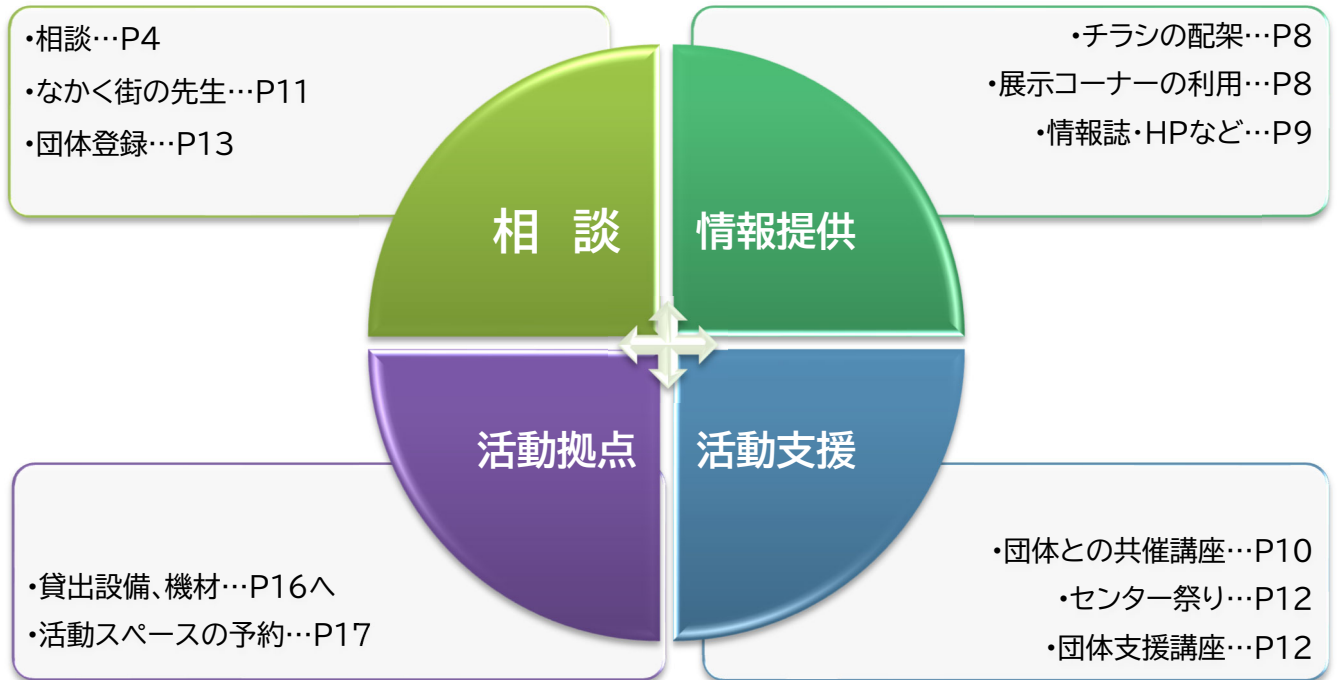 ・相談…P4
・なかく街の先生…P11
・団体登録…P13
・チラシの配架…P8
・展示コーナーの利用…P8
・情報誌・HPなど…P9
相 談
情報提供
活動拠点
活動支援
・貸出設備、機材…P16へ
・活動スペースの予約…P17
・団体との共催講座…P10
・センター祭り…P12
・団体支援講座…P12